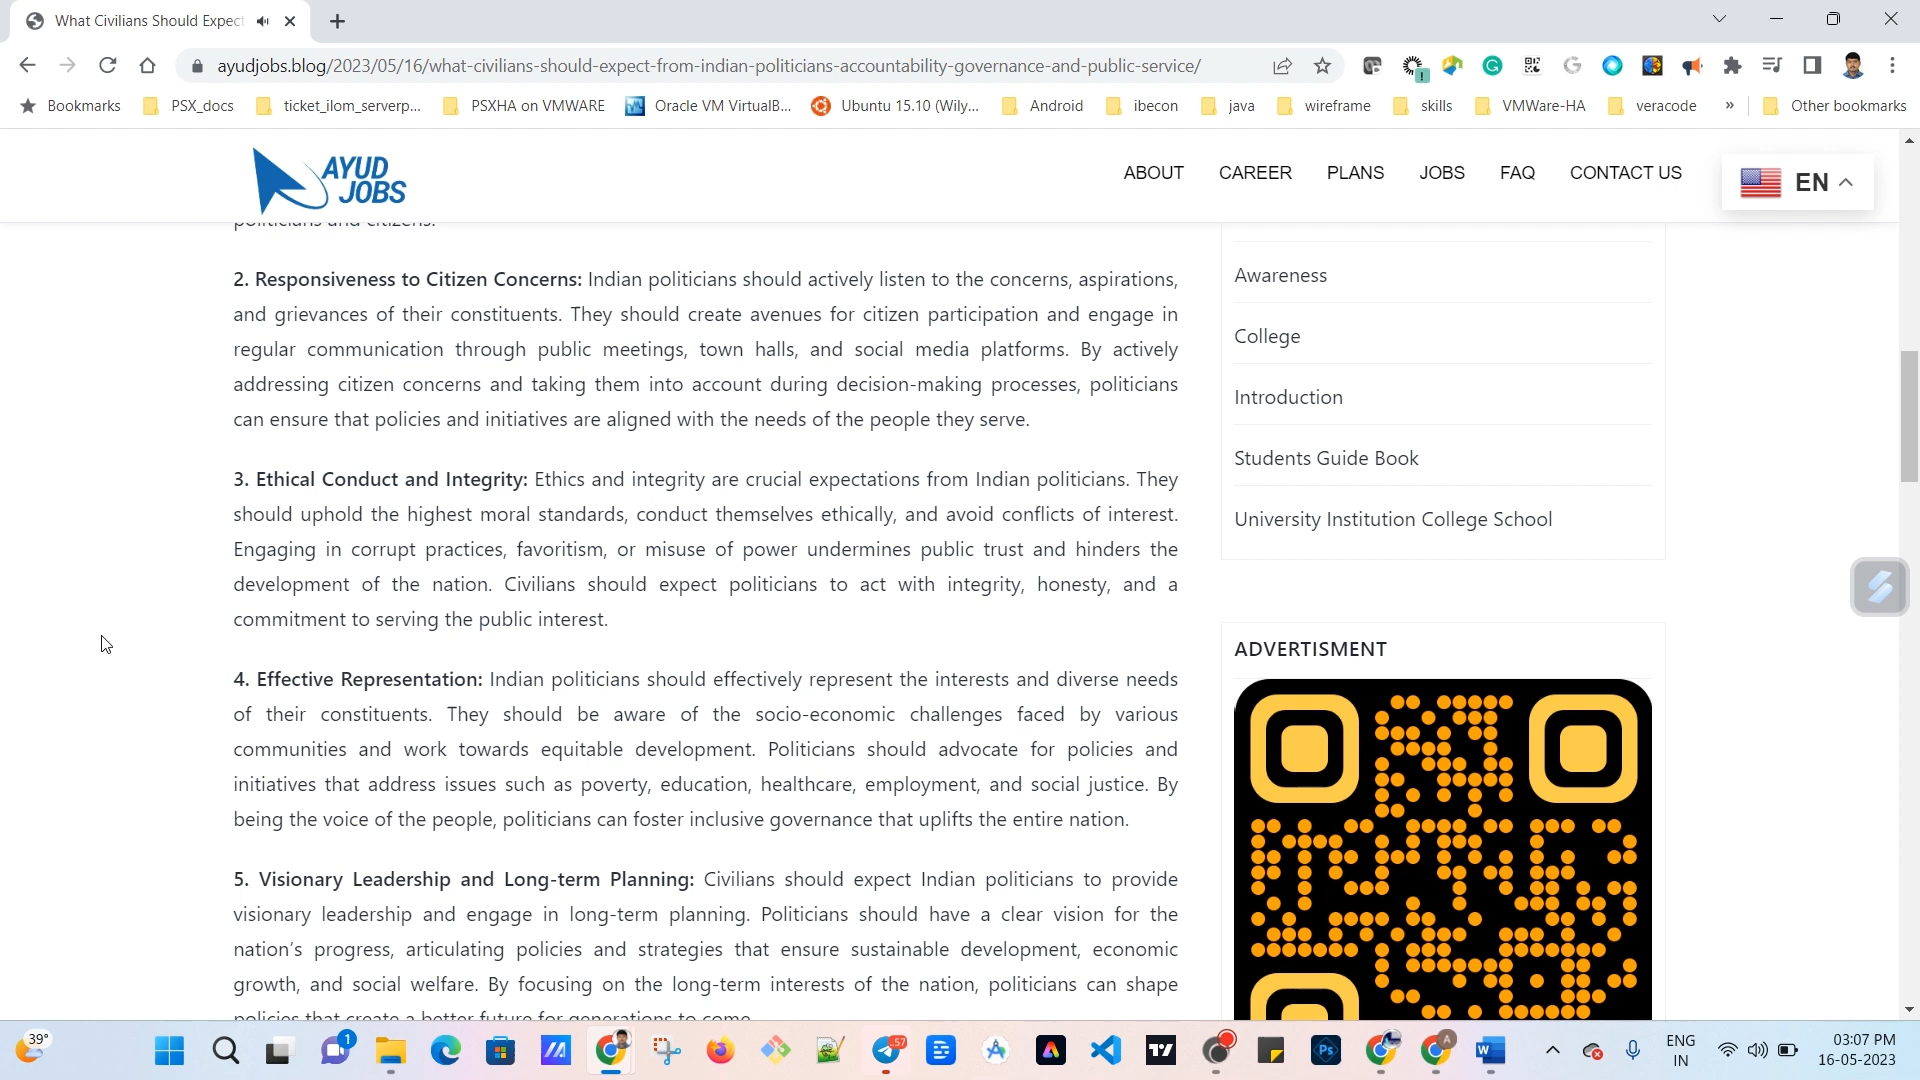 What Civilians Should Expect
ayudjobs.blog/2023/05/16/what-civilians-should-expect-from-indian-politicians-accountability-governance-and-public-service/
Bookmarks PSX_docs ticket_ilom_serverp... PSXHA on VMWARE Oracle VM VirtualB... Ubuntu 15.10 (Wily... Android ibecon java wireframe skills VMWare-HA veracode » Other bookmarks
AYUD
JOBS
ABOUT CAREER PLANS JOBS FAQ CONTACT US
EN
politicians and citizens.
2. Responsiveness to Citizen Concerns: Indian politicians should actively listen to the concerns, aspirations,
and grievances of their constituents. They should create avenues for citizen participation and engage in
regular communication through public meetings, town halls, and social media platforms. By actively
addressing citizen concerns and taking them into account during decision-making processes, politicians
can ensure that policies and initiatives are aligned with the needs of the people they serve.
3. Ethical Conduct and Integrity: Ethics and integrity are crucial expectations from Indian politicians. They
should uphold the highest moral standards, conduct themselves ethically, and avoid conflicts of interest.
Engaging in corrupt practices, favoritism, or misuse of power undermines public trust and hinders the
development of the nation. Civilians should expect politicians to act with integrity, honesty, and a
commitment to serving the public interest.
4. Effective Representation: Indian politicians should effectively represent the interests and diverse needs
of their constituents. They should be aware of the socio-economic challenges faced by various
communities and work towards equitable development. Politicians should advocate for policies and
initiatives that address issues such as poverty, education, healthcare, employment, and social justice. By
being the voice of the people, politicians can foster inclusive governance that uplifts the entire nation.
5. Visionary Leadership and Long-term Planning: Civilians should expect Indian politicians to provide
visionary leadership and engage in long-term planning. Politicians should have a clear vision for the
nation's progress, articulating policies and strategies that ensure sustainable development, economic
growth, and social welfare. By focusing on the long-term interests of the nation, politicians can shape
policies that create a better future for generations to come.
Awareness
College
Introduction
Students Guide Book
University Institution College School
ADVERTISMENT
39°
1
57
Ps
A
W
ENG
IN
03:07 PM
16-05-2023